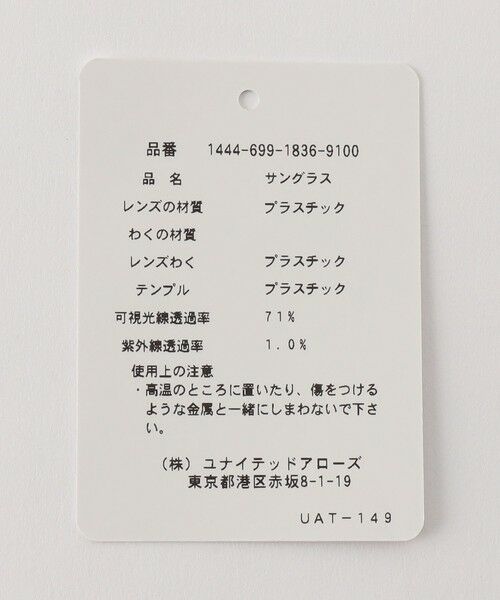 品番 1444-699-1836-9100
品 名 サングラス
レンズの材質 プラスチック
わくの材質
レンズわく プラスチック
テンプル プラスチック
可視光線透過率 71%
紫外線透過率 1.0%
使用上の注意
・高温のところに置いたり、傷をつける
ような金属と一緒にしまわないで下さ
い。
(株) ユナイテッドアローズ
東京都港区赤坂8-1-19
UAT-149